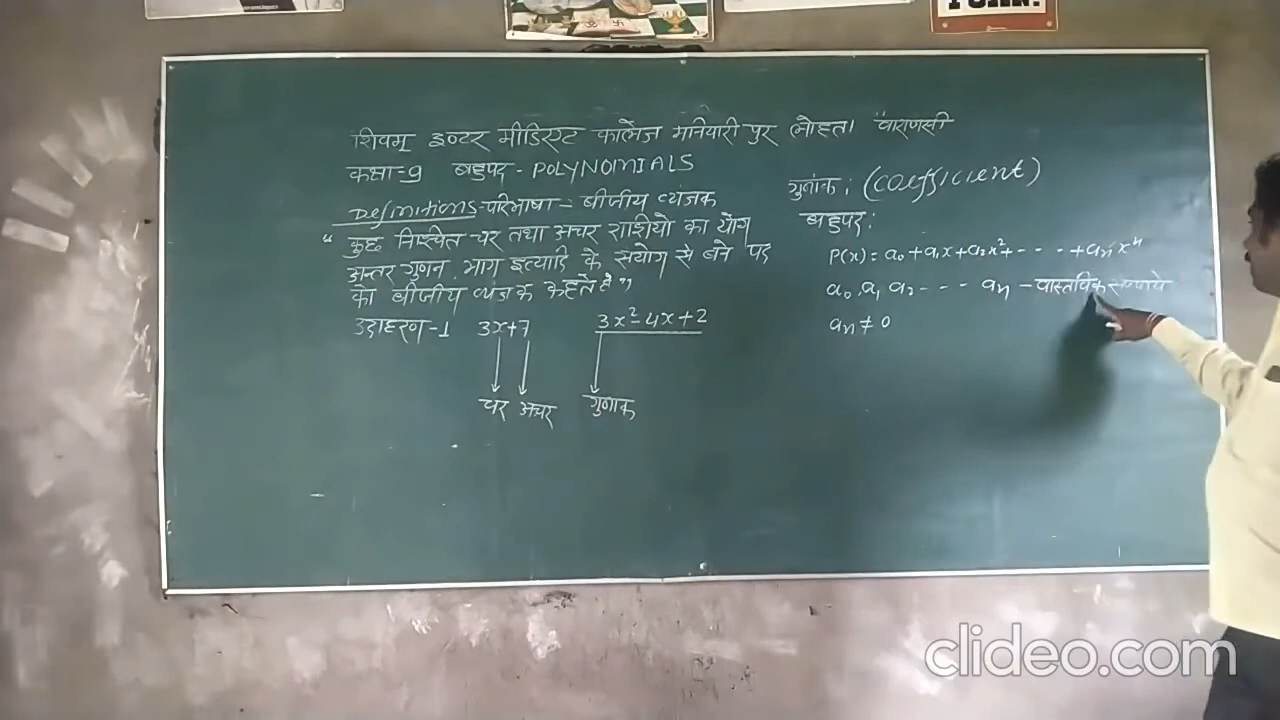 शिवम् इण्टर मीडिएट कालेज मनियारीपुर भोहता "वाराणसी
कक्षा-9 बहुपद - POLYNOMIALS
Definitions-परिभाषा - बीजीय व्यंजक
" कुछ निश्चित चर तथा अचर राशियो का योग
अन्तर गुणन, भाग इत्यादि के संयोग से बने पद
को बीजीय व्यंजक कहते है"
उदाहरण-1 3x+7 3x²-4x+2
चर अचर गुणांक
गुणांक : (coefficient)
बहुपद :
P(x) = a₀ + a₁x + a₂x² + - - - - + aₙxⁿ
a₀, a₁ a₂ - - - aₙ - वास्तविक
aₙ ≠ 0
clideo.com